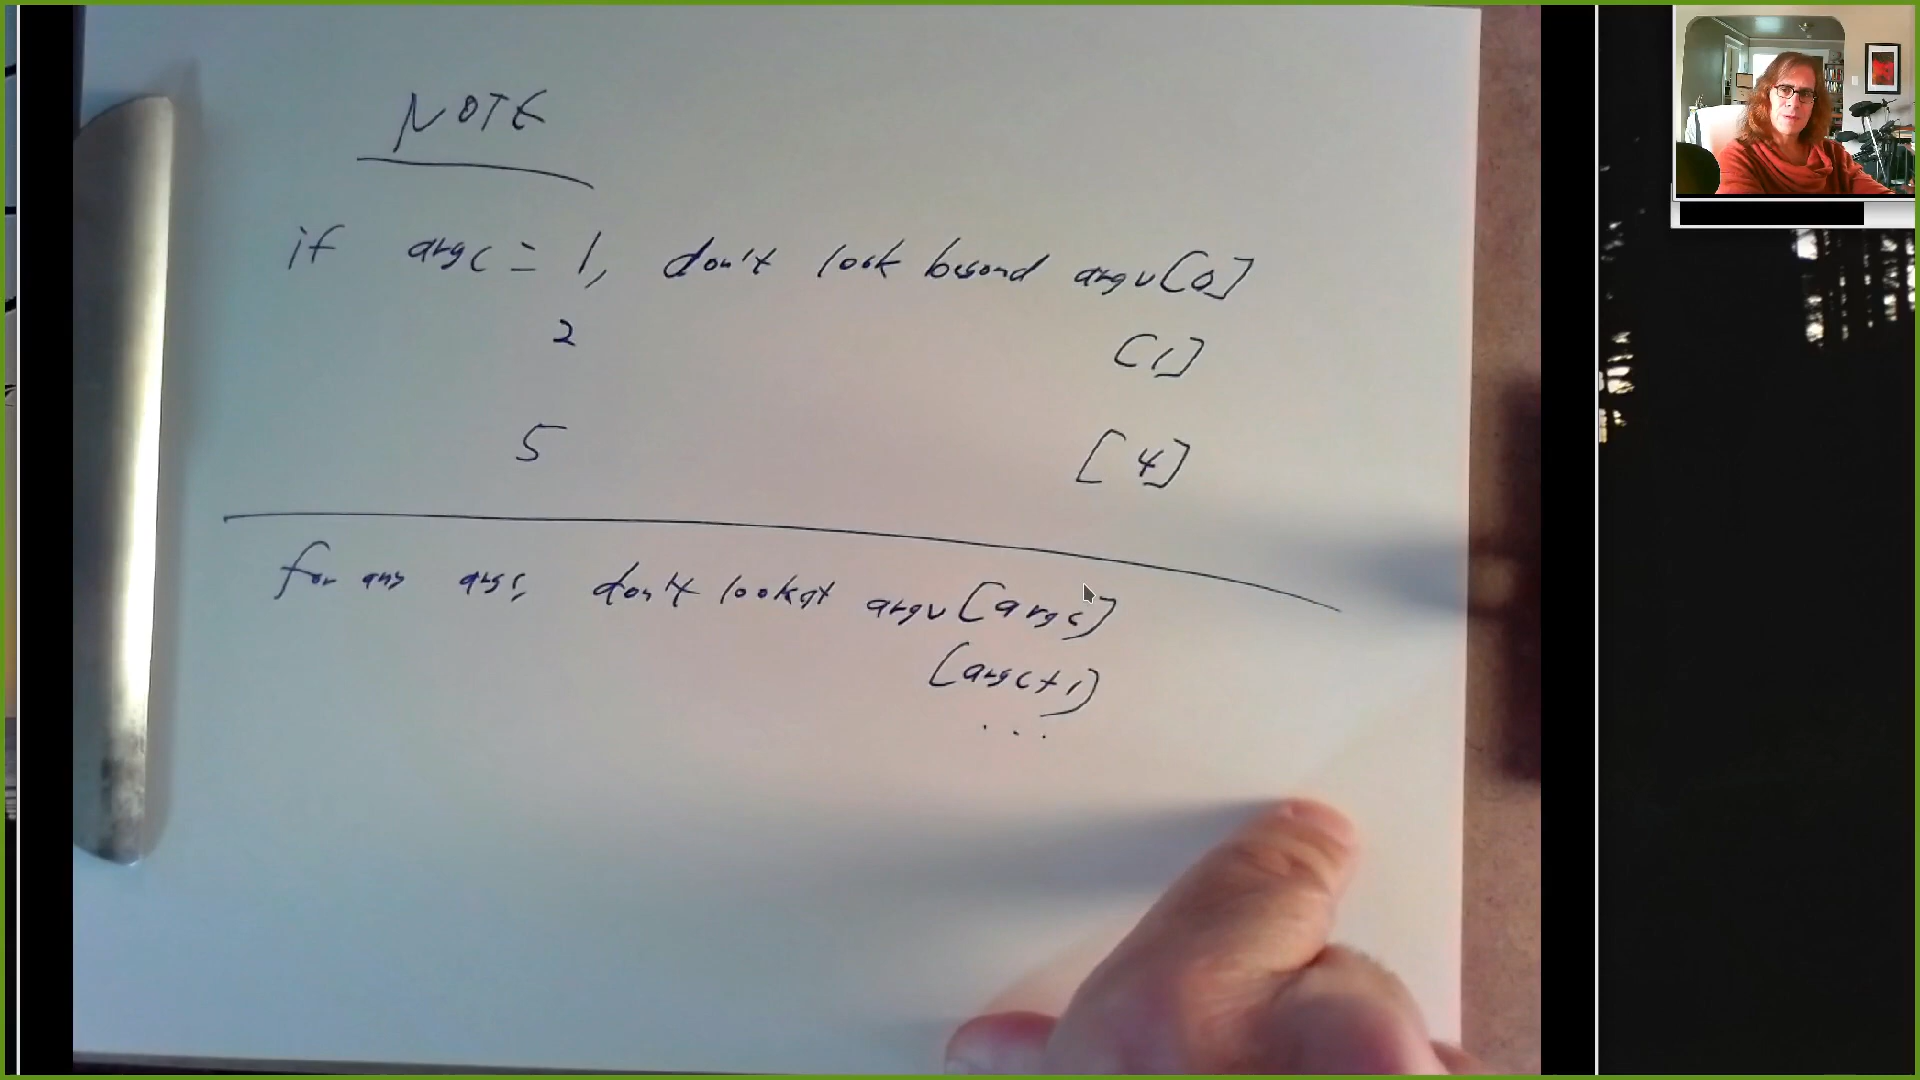 NOTE
if argc = 1, don't look beyond argv[0]
2 [1]
5 [4]
for any argc, don't look at argv[argc]
[argc+1]
...